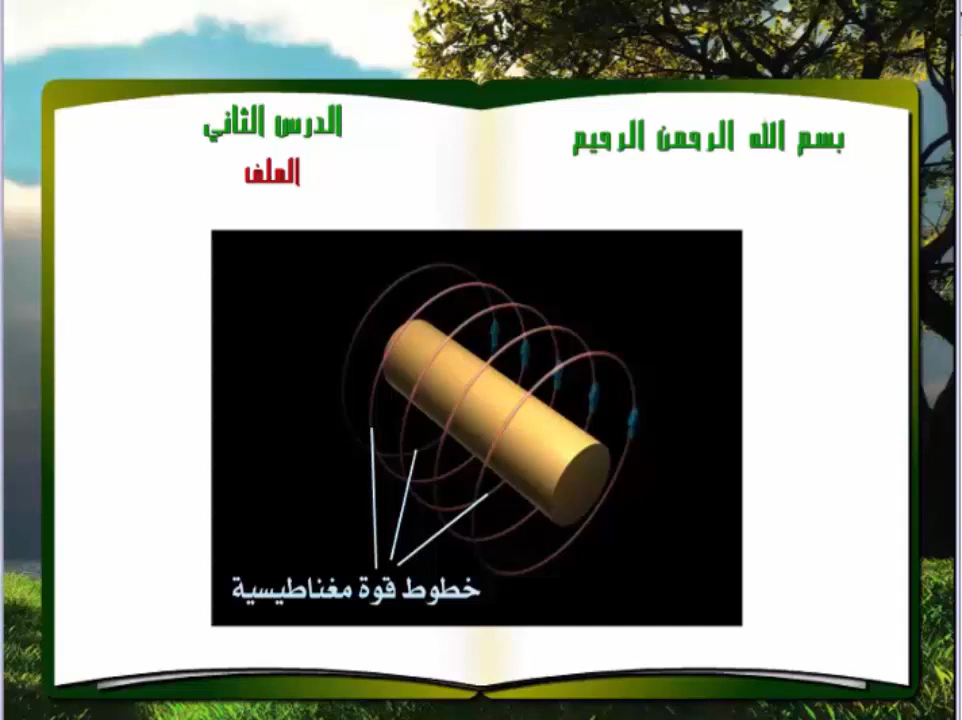 بسم الله الرحمن الرحيم
الدرس الثاني
الملف
خطوط قوة مغناطيسية